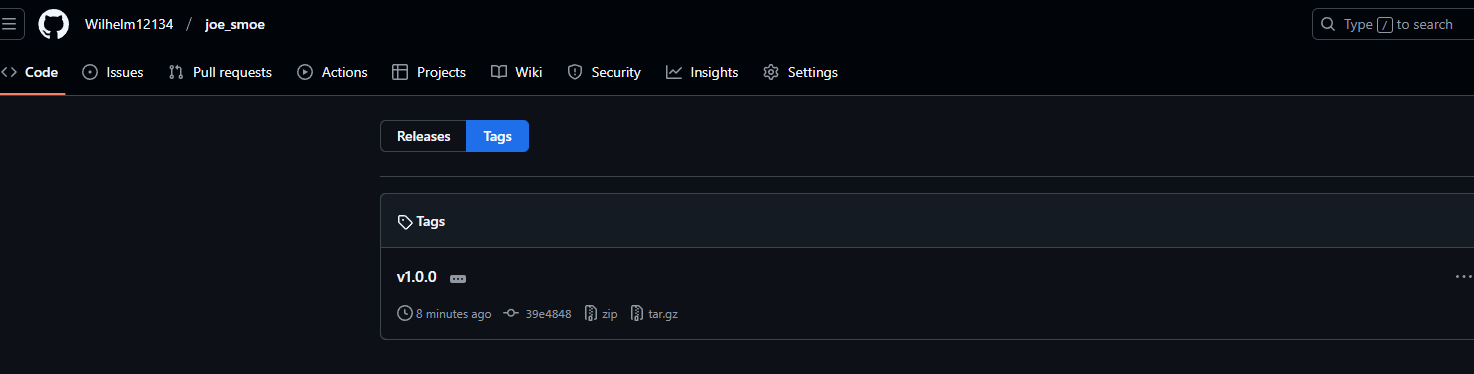 Wilhelm12134 / joe_smoe Type / to search
Code Issues Pull requests Actions Projects Wiki Security Insights Settings
Releases Tags
Tags
v1.0.0
8 minutes ago 39e4848 zip tar.gz